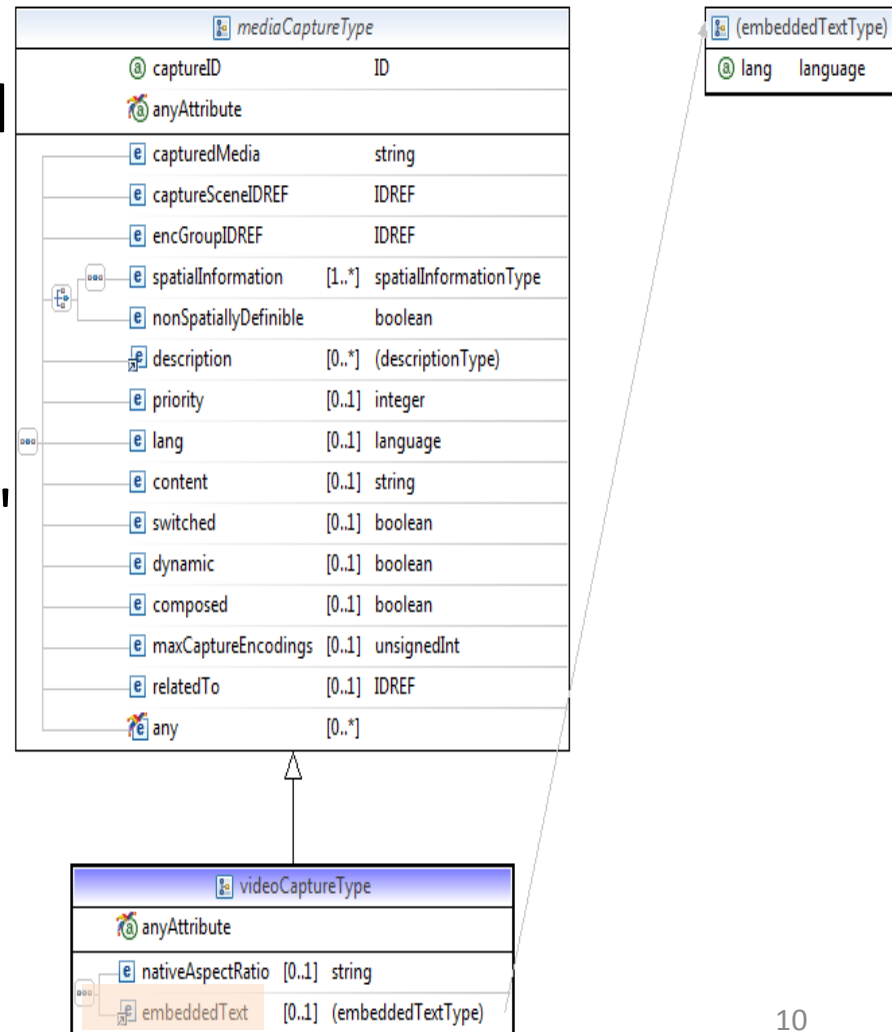 mediaCaptureType
captureID ID
anyAttribute
capturedMedia string
captureSceneIDREF IDREF
encGroupIDREF IDREF
spatialInformation [1..*] spatialInformationType
nonSpatiallyDefinible boolean
description [0..*] (descriptionType)
priority [0..1] integer
lang [0..1] language
content [0..1] string
switched [0..1] boolean
dynamic [0..1] boolean
composed [0..1] boolean
maxCaptureEncodings [0..1] unsignedInt
relatedTo [0..1] IDREF
any [0..*]
videoCaptureType
anyAttribute
nativeAspectRatio [0..1] string
embeddedText [0..1] (embeddedTextType)
(embeddedTextType)
lang language
10